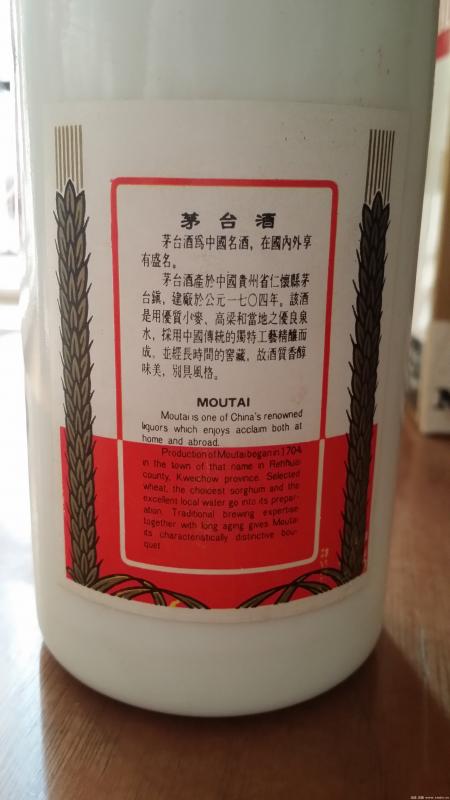 茅台酒
茅台酒爲中國名酒，在國內外享
有盛名。
茅台酒產於中國貴州省仁懷縣茅
台鎭，建廠於公元一七〇四年。該酒
是用優質小麥、高梁和當地之優良泉
水，採用中國傳統的獨特工藝精釀而
成，並經長時間的窖藏，故酒質香醇
味美，別具風格。
MOUTAI
Moutai is one of China's renowned
liquors which enjoys acclaim both at
home and abroad.
Production of Moutai began in 1704
in the town of that name in Renhuai
county, Kweichow province. Selected
wheat, the choicest sorghum and the
excellent local water go into its prepar-
ation. Traditional brewing expertise
together with long aging gives Moutai
its characteristically distinctive bou-
quet